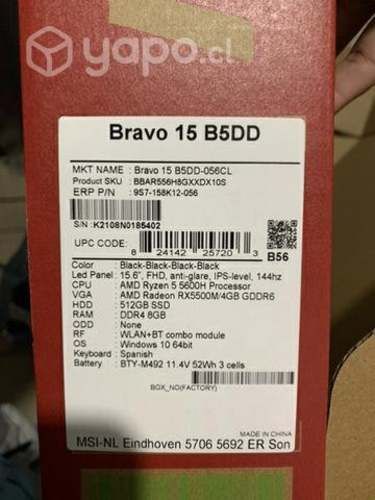 yapo.cl
Bravo 15 B5DD
MKT NAME : Bravo 15 B5DD-056CL
Product SKU : BBAR556H8GXXDX10S
ERP P/N : 9S7-158K12-056
S/N : K2108N0185402
UPC CODE:
8 24142 25720 3
B56
Color : Black-Black-Black-Black
Led Panel : 15.6", FHD, anti-glare, IPS-level, 144hz
CPU : AMD Ryzen 5 5600H Processor
VGA : AMD Radeon RX5500M/4GB GDDR6
HDD : 512GB SSD
RAM : DDR4 8GB
ODD : None
RF : WLAN+BT combo module
OS : Windows 10 64bit
Keyboard : Spanish
Battery : BTY-M492 11.4V 52Wh 3 cells
BOX_NO(FACTORY)
MADE IN CHINA
MSI-NL Eindhoven 5706 5692 ER Son